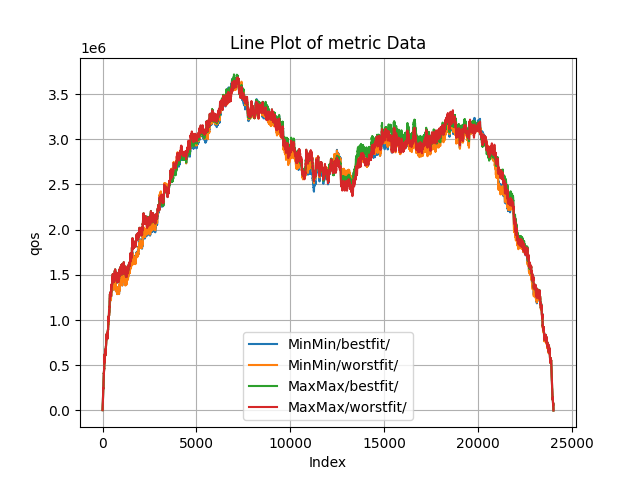 Line Plot of metric Data
1e6
3.5
3.0
2.5
2.0
1.5
1.0
0.5
0.0
qos
MinMin/bestfit/
MinMin/worstfit/
MaxMax/bestfit/
MaxMax/worstfit/
0 5000 10000 15000 20000 25000
Index